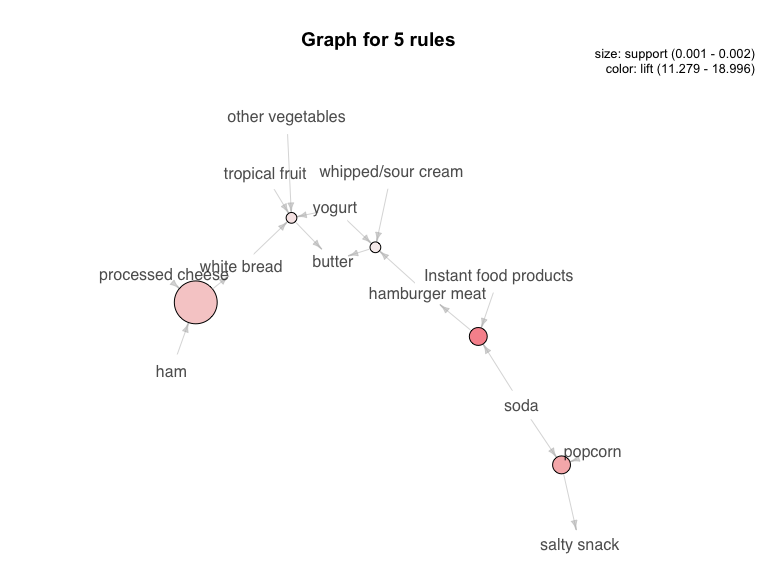 Graph for 5 rules
size: support (0.001 - 0.002)
color: lift (11.279 - 18.996)
other vegetables
tropical fruit
whipped/sour cream
yogurt
butter
white bread
processed cheese
Instant food products
hamburger meat
ham
soda
popcorn
salty snack